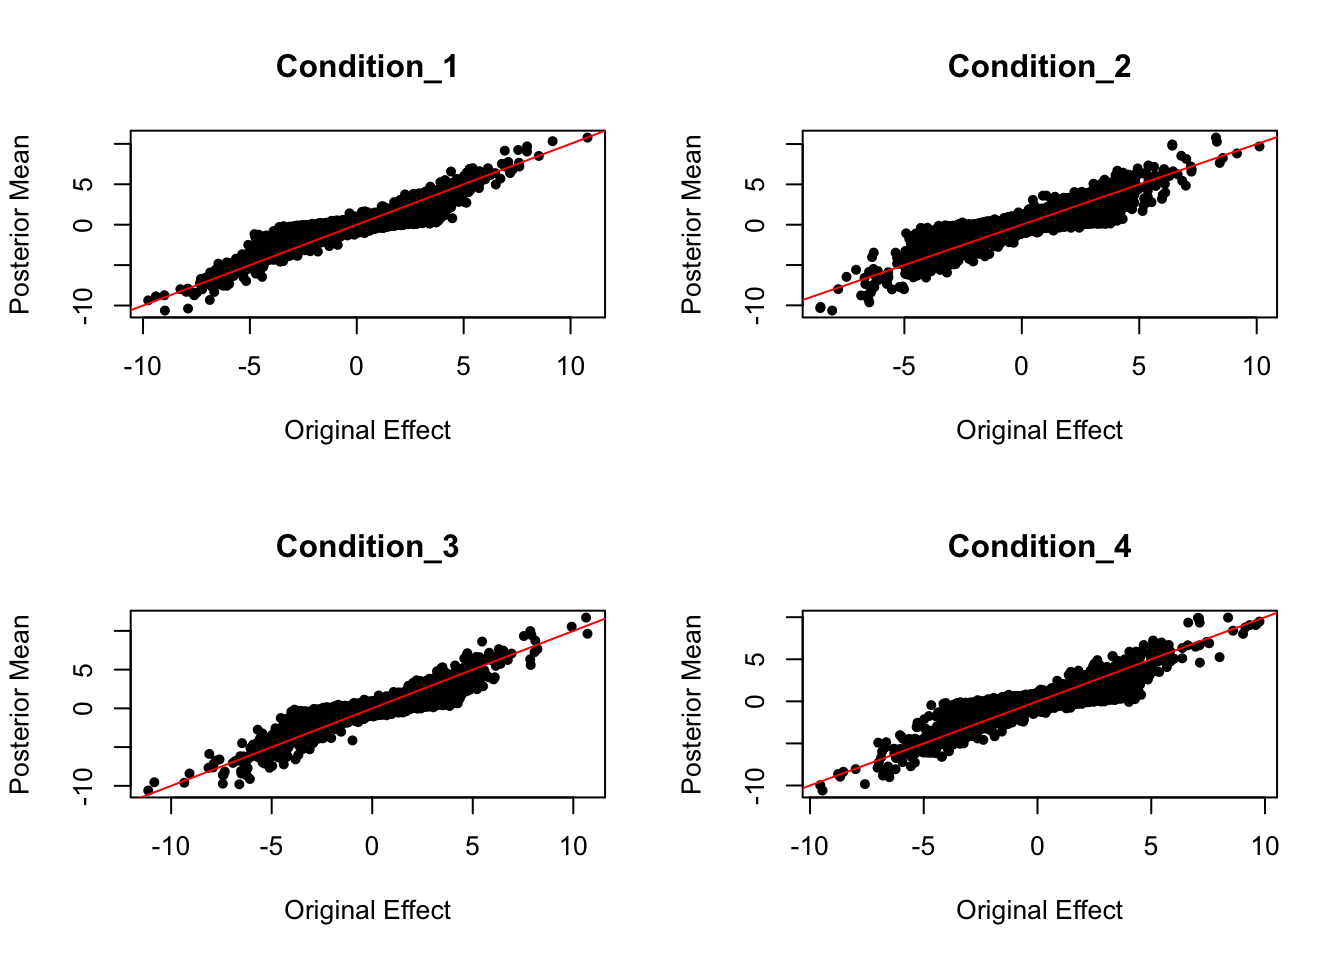 Condition_1
Posterior Mean
5
0
-10
-10 -5 0 5 10
Original Effect
Condition_2
Posterior Mean
5
0
-10
-5 0 5 10
Original Effect
Condition_3
Posterior Mean
5
0
-10
-10 -5 0 5 10
Original Effect
Condition_4
Posterior Mean
5
0
-10
-10 -5 0 5 10
Original Effect